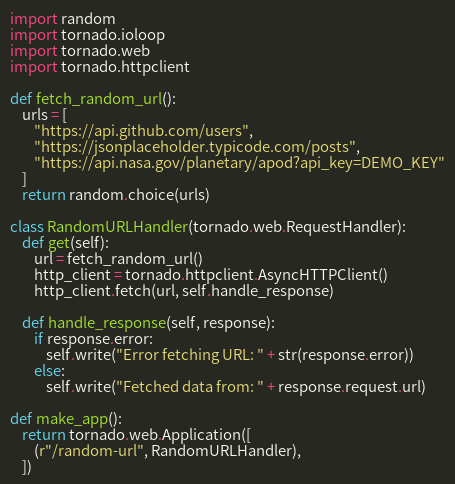 import random
import tornado.ioloop
import tornado.web
import tornado.httpclient

def fetch_random_url():
    urls = [
        "https://api.github.com/users",
        "https://jsonplaceholder.typicode.com/posts",
        "https://api.nasa.gov/planetary/apod?api_key=DEMO_KEY"
    ]
    return random.choice(urls)

class RandomURLHandler(tornado.web.RequestHandler):
    def get(self):
        url = fetch_random_url()
        http_client = tornado.httpclient.AsyncHTTPClient()
        http_client.fetch(url, self.handle_response)

    def handle_response(self, response):
        if response.error:
            self.write("Error fetching URL: " + str(response.error))
        else:
            self.write("Fetched data from: " + response.request.url)

def make_app():
    return tornado.web.Application([
        (r"/random-url", RandomURLHandler),
    ])